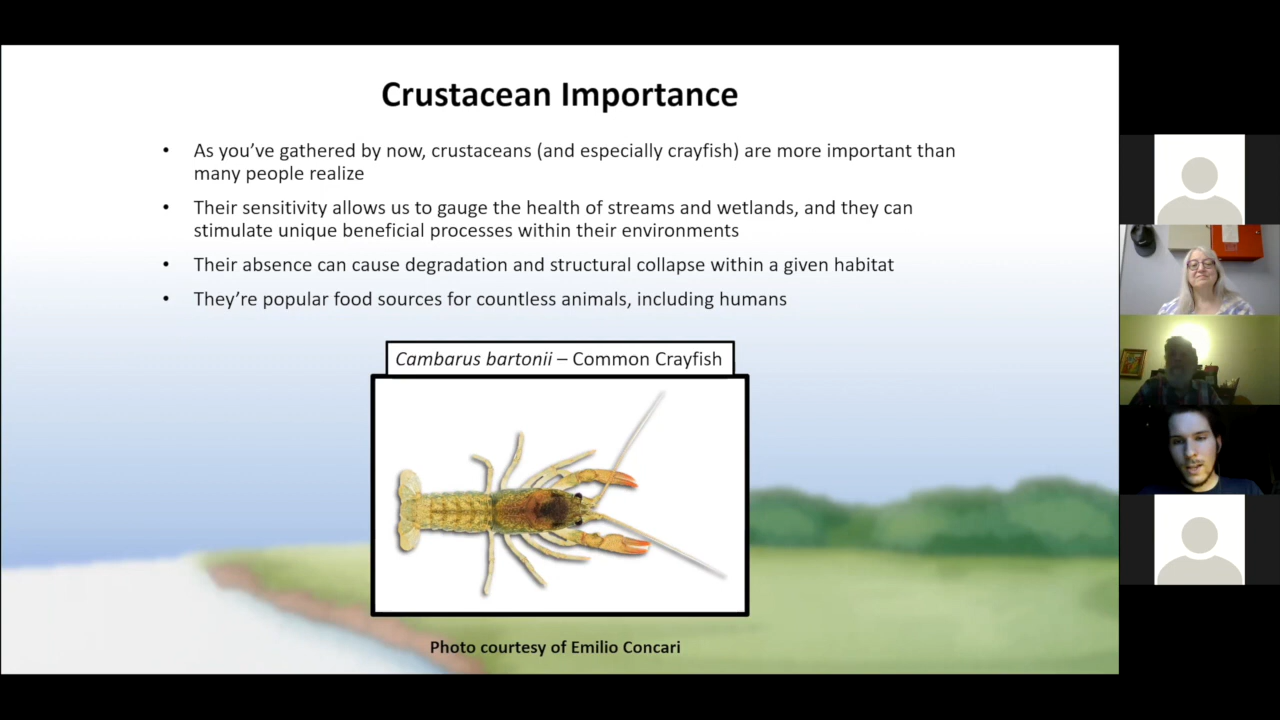 Crustacean Importance
• As you’ve gathered by now, crustaceans (and especially crayfish) are more important than
many people realize
• Their sensitivity allows us to gauge the health of streams and wetlands, and they can
stimulate unique beneficial processes within their environments
• Their absence can cause degradation and structural collapse within a given habitat
• They’re popular food sources for countless animals, including humans
Cambarus bartonii – Common Crayfish
Photo courtesy of Emilio Concari